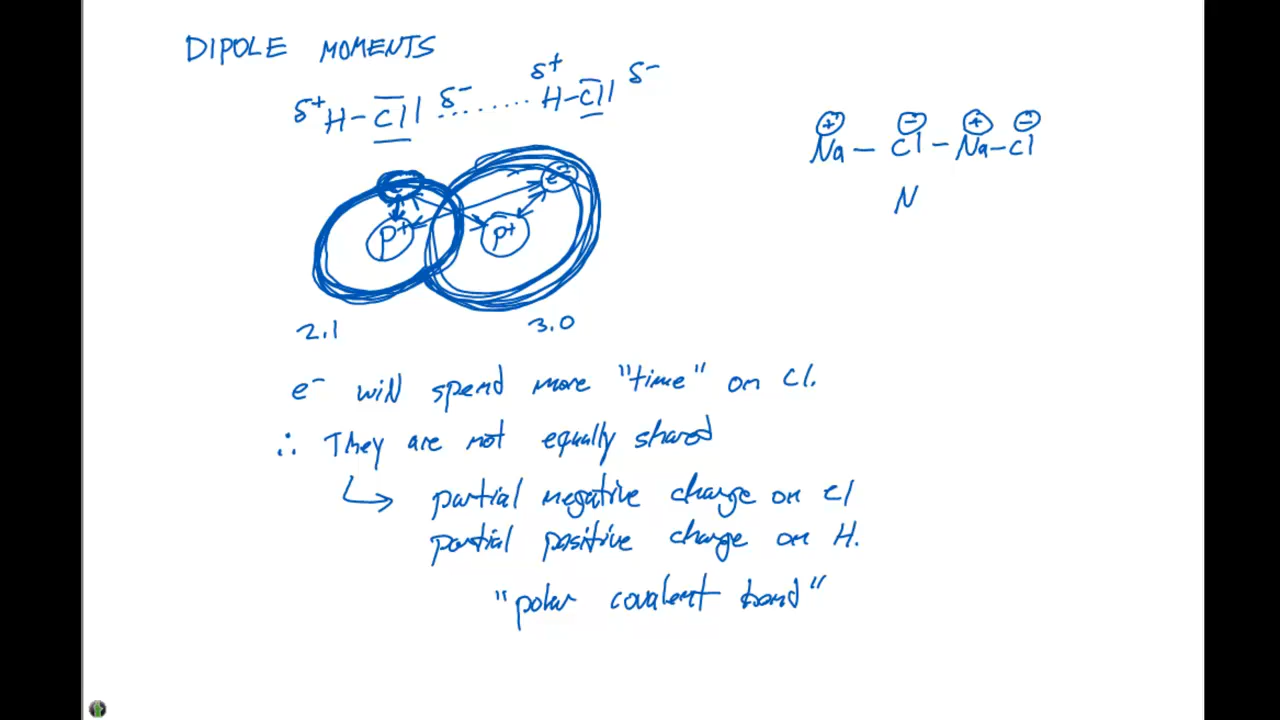 DIPOLE MOMENTS
δ+ H – Cl δ- ........ δ+ H – Cl δ-
+ - + -
Na – Cl – Na – Cl
N
e- e-
p+ p+
2.1 3.0
e- will spend more "time" on Cl.
∴ They are not equally shared
↳ partial negative charge on Cl
partial positive charge on H.
"polar covalent bond"